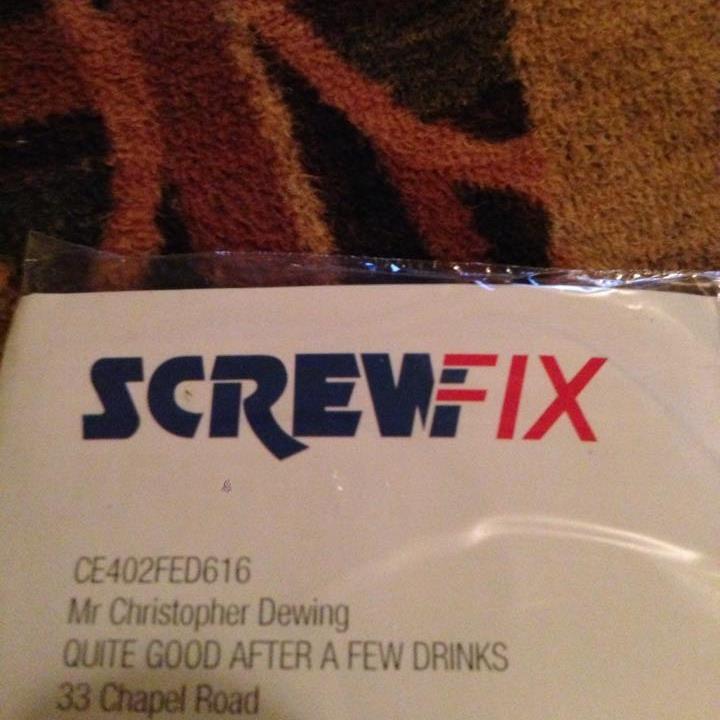 SCREWFIX
CE402FED616
Mr Christopher Dewing
QUITE GOOD AFTER A FEW DRINKS
33 Chapel Road